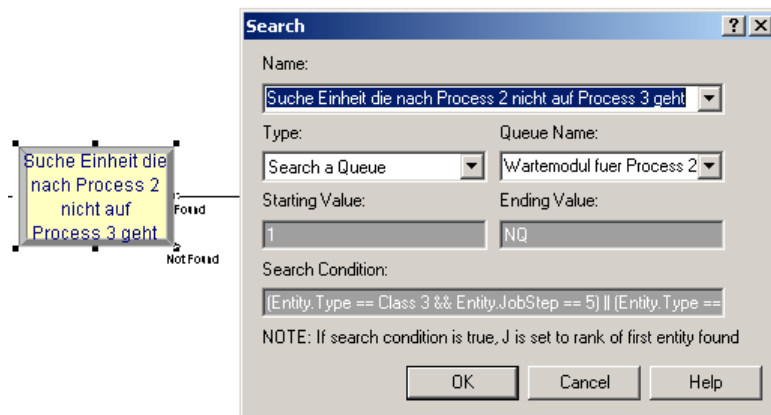 Search
Name:
Suche Einheit die nach Process 2 nicht auf Process 3 geht
Type:
Queue Name:
Search a Queue
Wartemodul fuer Process 2
Starting Value:
Ending Value:
1
NQ
Search Condition:
(Entity.Type == Class 3 && Entity.JobStep == 5) || (Entity.Type ==
NOTE: If search condition is true, J is set to rank of first entity found
OK
Cancel
Help
Suche Einheit die
nach Process 2
nicht auf
Process 3 geht
Found
Not Found